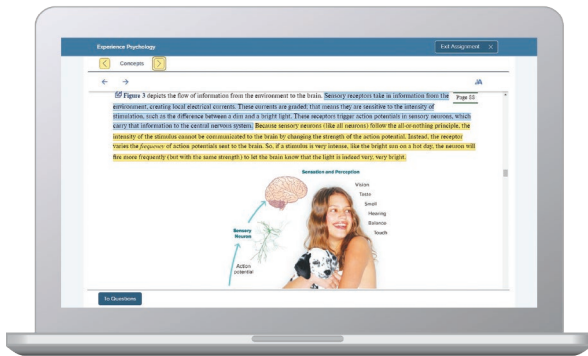 Experience Psychology
Exit Assignment X
Concepts
Figure 3 depicts the flow of information from the environment to the brain. Sensory receptors take in information from the
Page 88
environment, creating local electrical currents. These currents are graded; that means they are sensitive to the intensity of
stimulation, such as the difference between a dim and a bright light. These receptors trigger action potentials in sensory neurons, which
carry that information to the central nervous system. Because sensory neurons (like all neurons) follow the all-or-nothing principle, the
intensity of the stimulus cannot be communicated to the brain by changing the strength of the action potential. Instead, the receptor
varies the frequency of action potentials sent to the brain. So, if a stimulus is very intense, like the bright sun on a hot day, the neuron will
fire more frequently (but with the same strength) to let the brain know that the light is indeed very, very bright.
Sensation and Perception
Vision
Taste
Smell
Hearing
Balance
Touch
Sensory
Neurons
Action
potential
To Questions